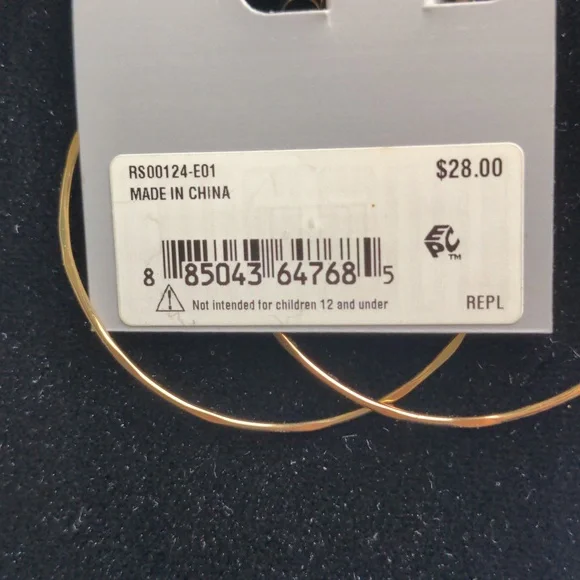 RS00124-E01 $28.00
MADE IN CHINA
EPC™
8 85043 64768 5
Not intended for children 12 and under
REPL